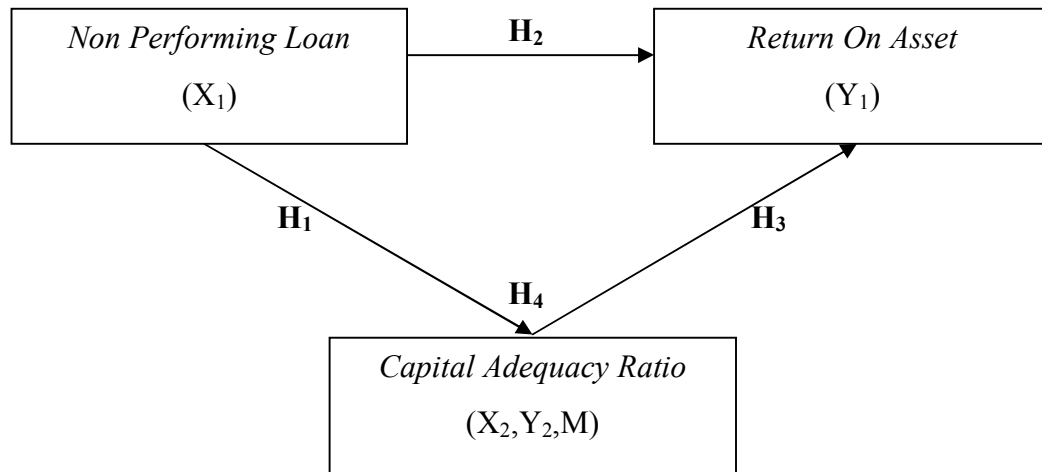 Non Performing Loan
(X₁)
H₂
Return On Asset
(Y₁)
H₁
H₃
H₄
Capital Adequacy Ratio
(X₂,Y₂,M)